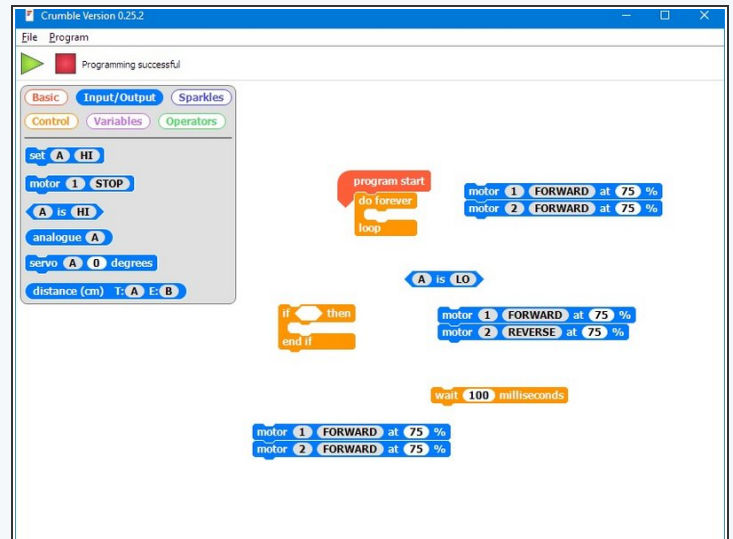 Crumble Version 0.25.2
File Program
Programming successful
Basic Input/Output Sparkles
Control Variables Operators
set A HI
motor 1 STOP
A is HI
analogue A
servo A 0 degrees
distance (cm) T: A E: B
program start
do forever
loop
motor 1 FORWARD at 75 %
motor 2 FORWARD at 75 %
A is LO
if then
end if
motor 1 FORWARD at 75 %
motor 2 REVERSE at 75 %
wait 100 milliseconds
motor 1 FORWARD at 75 %
motor 2 FORWARD at 75 %